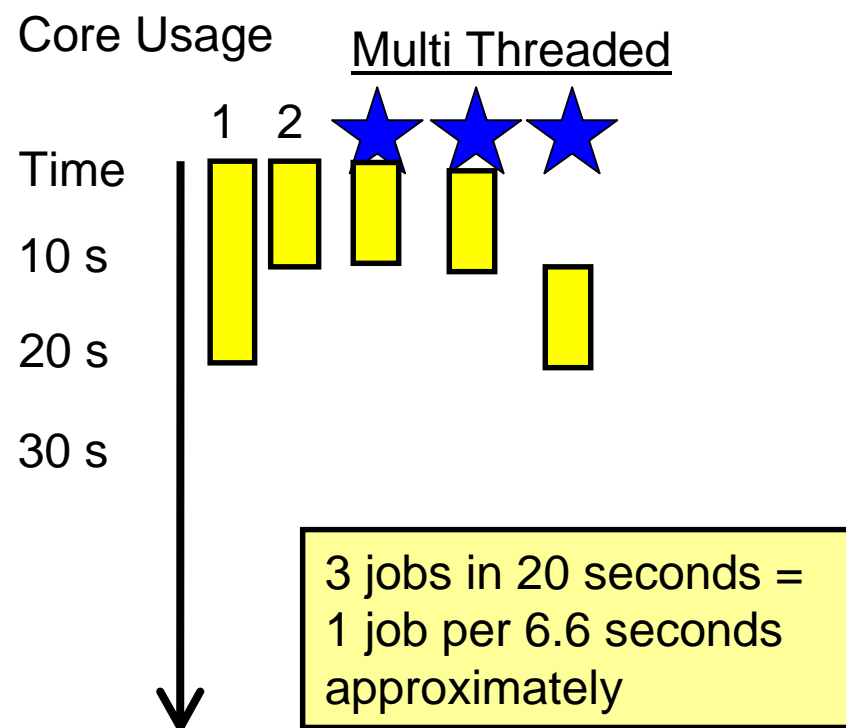 Core Usage
Multi Threaded
1 2
Time
10 s
20 s
30 s
3 jobs in 20 seconds =
1 job per 6.6 seconds
approximately